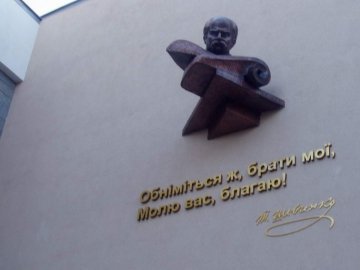 Обніміться ж, брати мої,
Молю вас, благаю!
Т. Шевченко